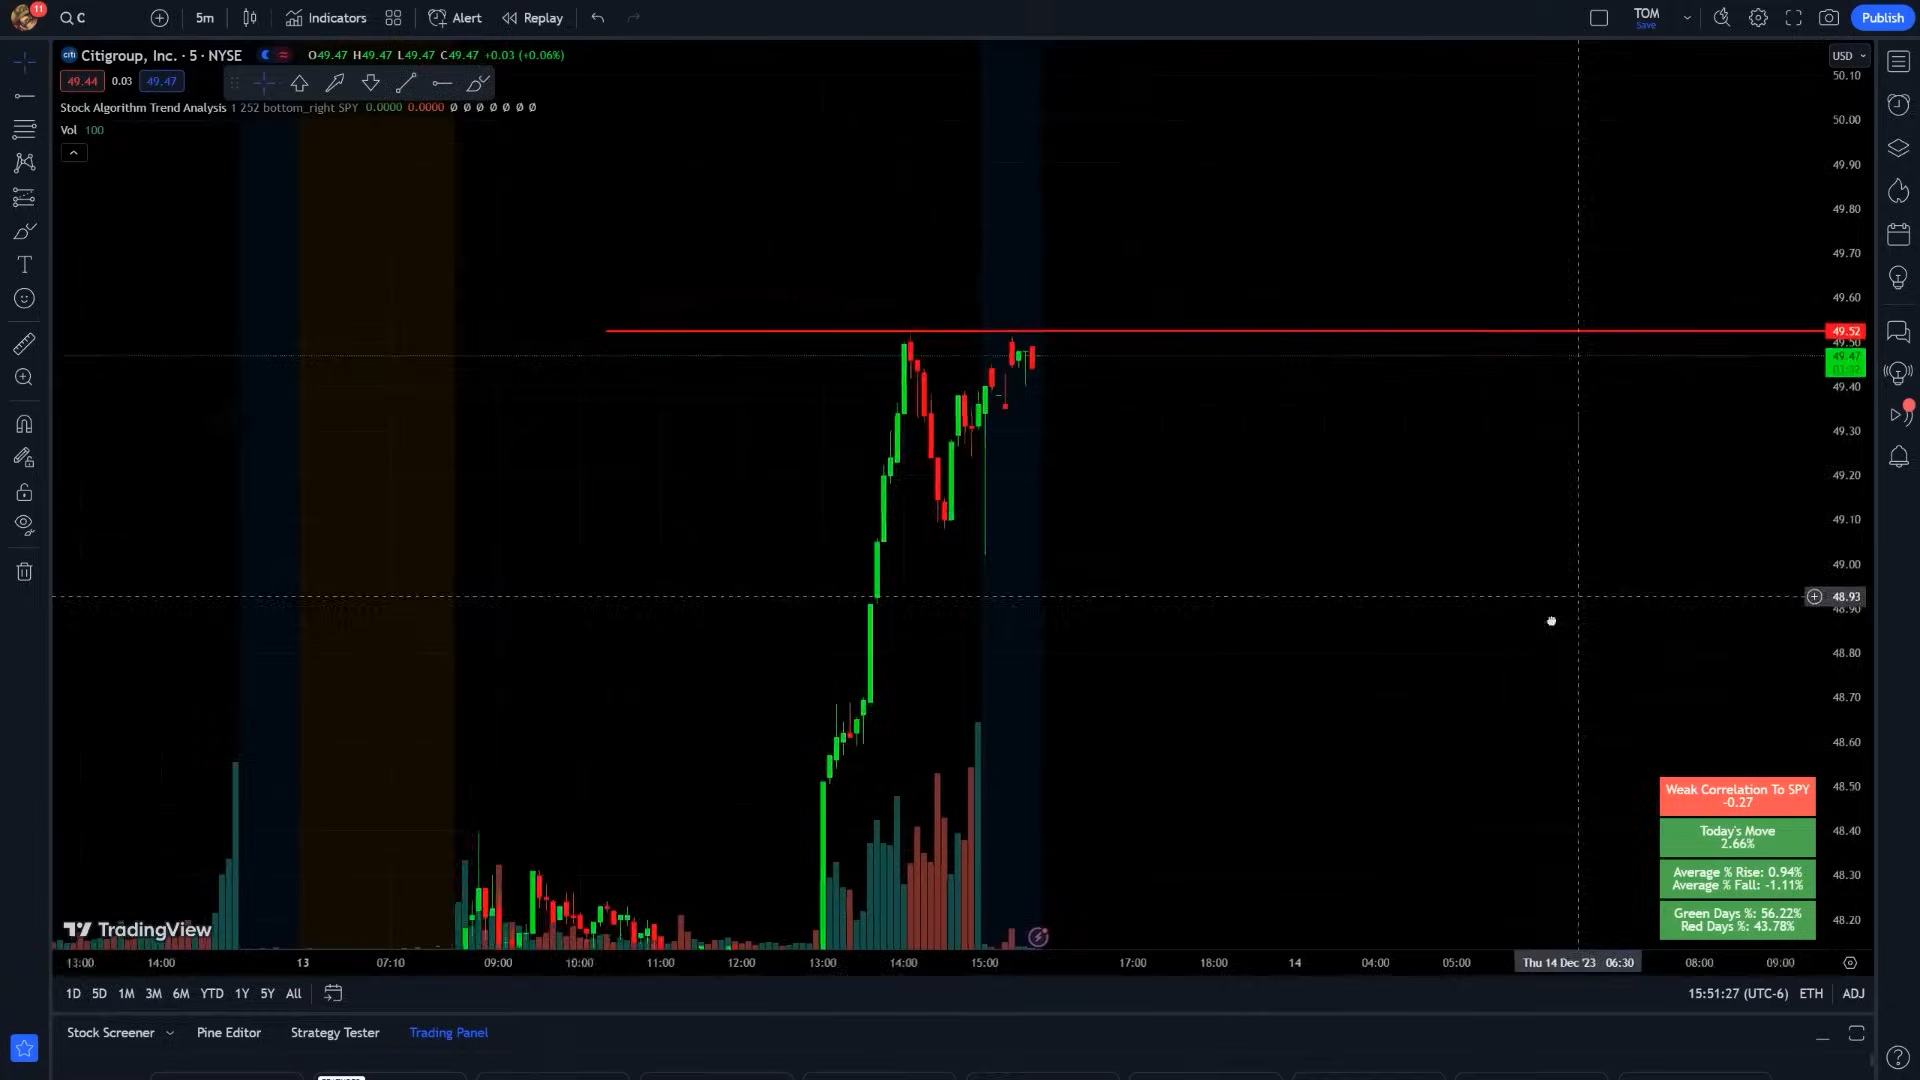 11
C
5m
Indicators
Alert
Replay
TOM
Save
Publish
citi Citigroup, Inc. · 5 · NYSE
O49.47 H49.47 L49.47 C49.47 +0.03 (+0.06%)
USD
49.44 0.03 49.47
Stock Algorithm Trend Analysis 1 252 bottom_right SPY 0.0000 0.0000 Ø Ø Ø Ø Ø Ø Ø
Vol 100
50.10
50.00
49.90
49.80
49.70
49.60
49.52
49.50
49.47
49.40
49.30
49.20
49.10
49.00
48.93
48.90
48.80
48.70
48.60
48.50
48.40
48.30
48.20
Weak Correlation To SPY
-0.27
Today's Move
2.66%
Average % Rise: 0.94%
Average % Fall: -1.11%
Green Days %: 56.22%
Red Days %: 43.78%
TradingView
13:00 14:00 13 07:10 09:00 10:00 11:00 12:00 13:00 14:00 15:00 17:00 18:00 14 04:00 05:00 Thu 14 Dec '23 06:30 08:00 09:00
1D 5D 1M 3M 6M YTD 1Y 5Y All
15:51:27 (UTC-6) ETH ADJ
Stock Screener Pine Editor Strategy Tester Trading Panel